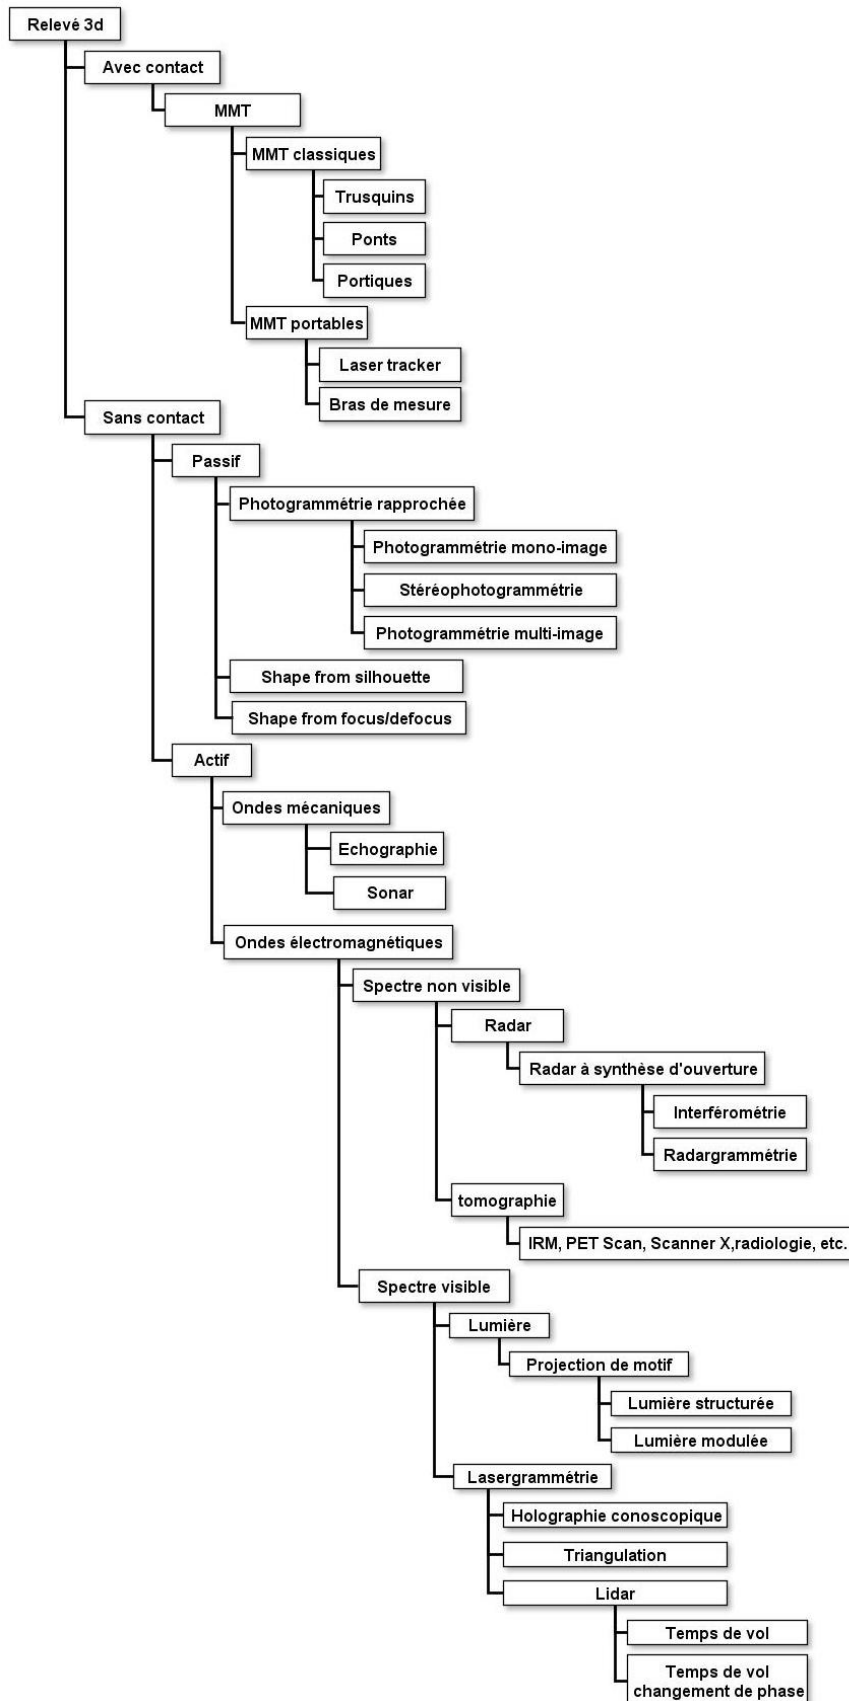 Relevé 3d
Avec contact
MMT
MMT classiques
Trusquins
Ponts
Portiques
MMT portables
Laser tracker
Bras de mesure
Sans contact
Passif
Photogrammétrie rapprochée
Photogrammétrie mono-image
Stéréophotogrammétrie
Photogrammétrie multi-image
Shape from silhouette
Shape from focus/defocus
Actif
Ondes mécaniques
Echographie
Sonar
Ondes électromagnétiques
Spectre non visible
Radar
Radar à synthèse d'ouverture
Interférométrie
Radargrammétrie
tomographie
IRM, PET Scan, Scanner X,radiologie, etc.
Spectre visible
Lumière
Projection de motif
Lumière structurée
Lumière modulée
Lasergrammétrie
Holographie conoscopique
Triangulation
Lidar
Temps de vol
Temps de vol
changement de phase